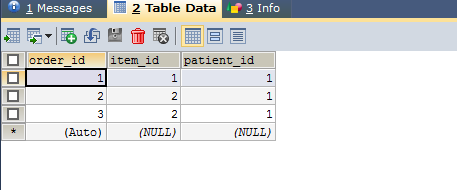 1 Messages 2 Table Data 3 Info
order_id item_id patient_id
1 1 1
2 2 1
3 2 1
* (Auto) (NULL) (NULL)